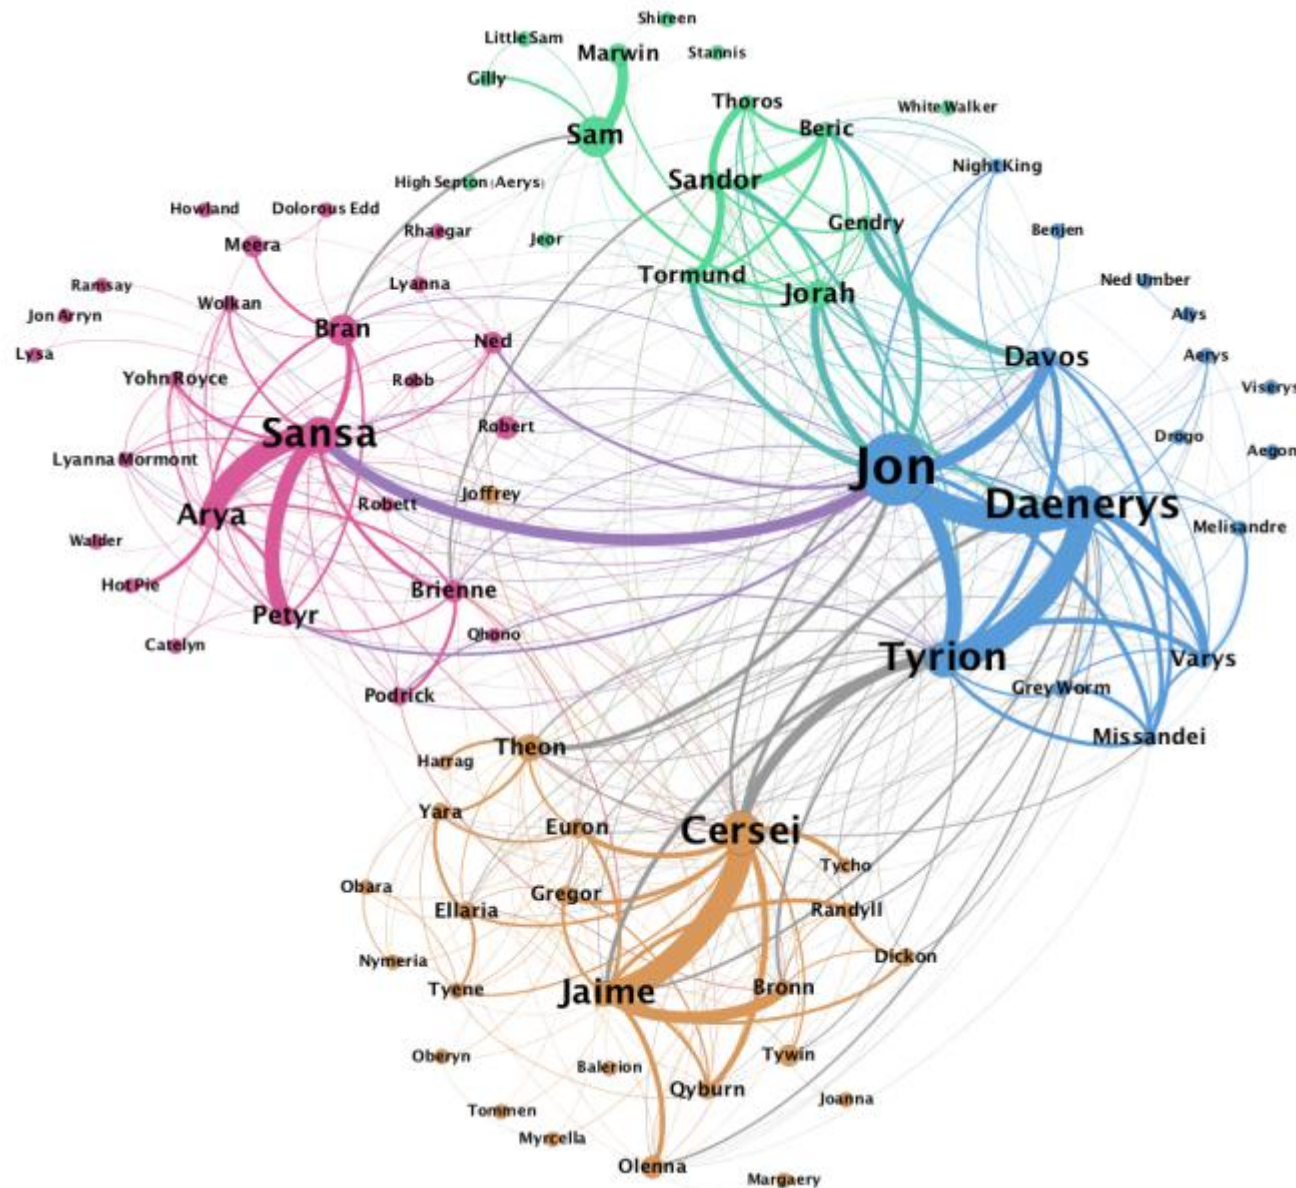 Shireen
Little Sam
Marwin
Stannis
Gilly
Thoros
White Walker
Beric
Sam
Night King
Sandor
High Septon (Aerys)
Howland
Dolorous Edd
Gendry
Rhaegar
Benjen
Meera
Jeor
Tormund
Ned Umber
Ramsay
Lyanna
Jorah
Wolkan
Jon Arryn
Alys
Bran
Ned
Lysa
Davos
Aerys
Yohn Royce
Robb
Viserys
Robert
Sansa
Drogo
Aegon
Lyanna Mormont
Jon
Joffrey
Robett
Daenerys
Arya
Melisandre
Walder
Hot Pie
Brienne
Petyr
Qhono
Catelyn
Tyrion
Varys
Grey Worm
Podrick
Missandei
Theon
Harrag
Yara
Euron
Cersei
Tycho
Obara
Gregor
Ellaria
Randyll
Dickon
Nymeria
Tyene
Jaime
Bronn
Oberyn
Tywin
Balerion
Qyburn
Joanna
Tommen
Myrcella
Olenna
Margaery